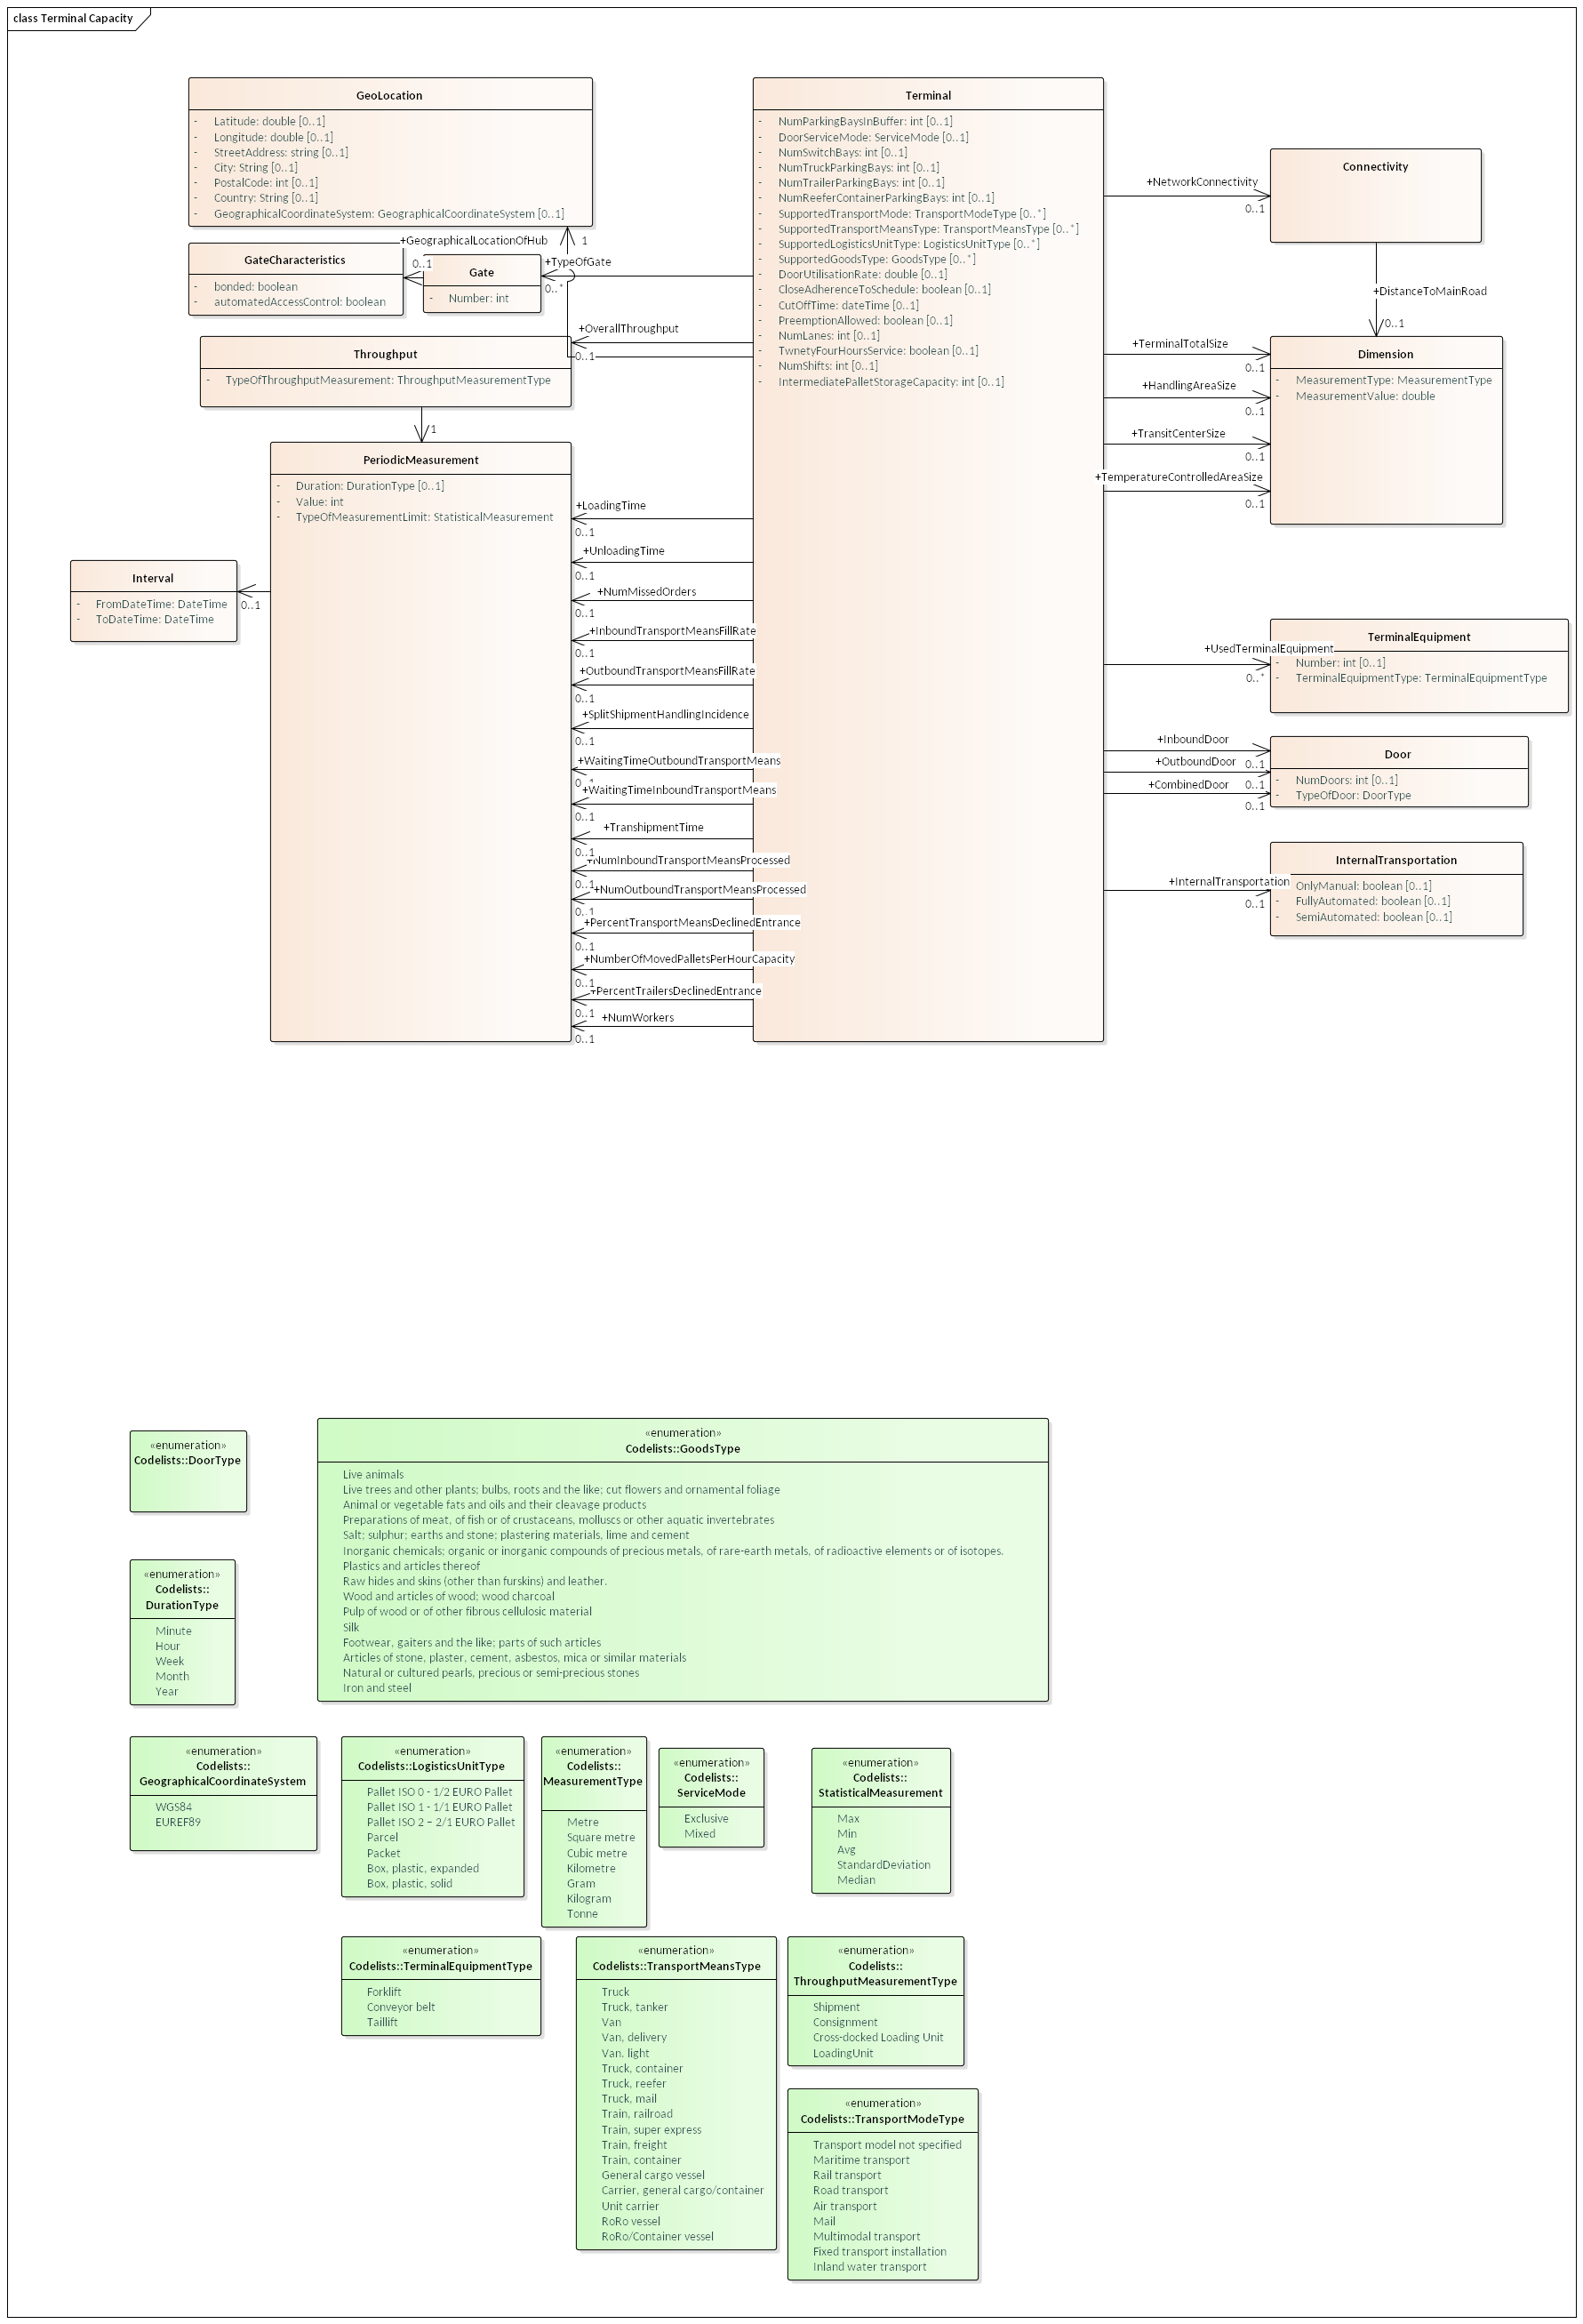 class Terminal Capacity
GeoLocation
- Latitude: double [0..1]
- Longitude: double [0..1]
- StreetAddress: string [0..1]
- City: String [0..1]
- PostalCode: int [0..1]
- Country: String [0..1]
- GeographicalCoordinateSystem: GeographicalCoordinateSystem [0..1]
+GeographicalLocationOfHub
1
GateCharacteristics
- bonded: boolean
- automatedAccessControl: boolean
0..1
Gate
- Number: int
+TypeOfGate
0..*
Throughput
- TypeOfThroughputMeasurement: ThroughputMeasurementType
+OverallThroughput
0..1
1
PeriodicMeasurement
- Duration: DurationType [0..1]
- Value: int
- TypeOfMeasurementLimit: StatisticalMeasurement
Interval
- FromDateTime: DateTime
- ToDateTime: DateTime
0..1
+LoadingTime
0..1
+UnloadingTime
0..1
+NumMissedOrders
0..1
+InboundTransportMeansFillRate
0..1
+OutboundTransportMeansFillRate
0..1
+SplitShipmentHandlingIncidence
0..1
+WaitingTimeOutboundTransportMeans
0..*
+WaitingTimeInboundTransportMeans
0..1
+TranshipmentTime
0..1
+NumInboundTransportMeansProcessed
0..1
+NumOutboundTransportMeansProcessed
0..1
+PercentTransportMeansDeclinedEntrance
0..1
+NumberOfMovedPalletsPerHourCapacity
0..1
+PercentTrailersDeclinedEntrance
0..1
+NumWorkers
0..1
Terminal
- NumParkingBaysInBuffer: int [0..1]
- DoorServiceMode: ServiceMode [0..1]
- NumSwitchBays: int [0..1]
- NumTruckParkingBays: int [0..1]
- NumTrailerParkingBays: int [0..1]
- NumReeferContainerParkingBays: int [0..1]
- SupportedTransportMode: TransportModeType [0..*]
- SupportedTransportMeansType: TransportMeansType [0..*]
- SupportedLogisticsUnitType: LogisticsUnitType [0..*]
- SupportedGoodsType: GoodsType [0..*]
- DoorUtilisationRate: double [0..1]
- CloseAdherenceToSchedule: boolean [0..1]
- CutOffTime: dateTime [0..1]
- PreemptionAllowed: boolean [0..1]
- NumLanes: int [0..1]
- TwnetyFourHoursService: boolean [0..1]
- NumShifts: int [0..1]
- IntermediatePalletStorageCapacity: int [0..1]
+NetworkConnectivity
0..1
Connectivity
+DistanceToMainRoad
0..1
+TerminalTotalSize
0..1
+HandlingAreaSize
0..1
+TransitCenterSize
0..1
+TemperatureControlledAreaSize
0..1
Dimension
- MeasurementType: MeasurementType
- MeasurementValue: double
+UsedTerminalEquipment
0..*
TerminalEquipment
- Number: int [0..1]
- TerminalEquipmentType: TerminalEquipmentType
+InboundDoor
0..1
+OutboundDoor
0..1
+CombinedDoor
0..1
Door
- NumDoors: int [0..1]
- TypeOfDoor: DoorType
+InternalTransportation
0..1
InternalTransportation
OnlyManual: boolean [0..1]
- FullyAutomated: boolean [0..1]
- SemiAutomated: boolean [0..1]
«enumeration»
Codelists::DoorType
«enumeration»
Codelists::GoodsType
Live animals
Live trees and other plants; bulbs, roots and the like; cut flowers and ornamental foliage
Animal or vegetable fats and oils and their cleavage products
Preparations of meat, of fish or of crustaceans, molluscs or other aquatic invertebrates
Salt; sulphur; earths and stone; plastering materials, lime and cement
Inorganic chemicals; organic or inorganic compounds of precious metals, of rare-earth metals, of radioactive elements or of isotopes.
Plastics and articles thereof
Raw hides and skins (other than furskins) and leather.
Wood and articles of wood; wood charcoal
Pulp of wood or of other fibrous cellulosic material
Silk
Footwear, gaiters and the like; parts of such articles
Articles of stone, plaster, cement, asbestos, mica or similar materials
Natural or cultured pearls, precious or semi-precious stones
Iron and steel
«enumeration»
Codelists::
DurationType
Minute
Hour
Week
Month
Year
«enumeration»
Codelists::
GeographicalCoordinateSystem
WGS84
EUREF89
«enumeration»
Codelists::LogisticsUnitType
Pallet ISO 0 - 1/2 EURO Pallet
Pallet ISO 1 - 1/1 EURO Pallet
Pallet ISO 2 – 2/1 EURO Pallet
Parcel
Packet
Box, plastic, expanded
Box, plastic, solid
«enumeration»
Codelists::
MeasurementType
Metre
Square metre
Cubic metre
Kilometre
Gram
Kilogram
Tonne
«enumeration»
Codelists::
ServiceMode
Exclusive
Mixed
«enumeration»
Codelists::
StatisticalMeasurement
Max
Min
Avg
StandardDeviation
Median
«enumeration»
Codelists::TerminalEquipmentType
Forklift
Conveyor belt
Taillift
«enumeration»
Codelists::TransportMeansType
Truck
Truck, tanker
Van
Van, delivery
Van. light
Truck, container
Truck, reefer
Truck, mail
Train, railroad
Train, super express
Train, freight
Train, container
General cargo vessel
Carrier, general cargo/container
Unit carrier
RoRo vessel
RoRo/Container vessel
«enumeration»
Codelists::
ThroughputMeasurementType
Shipment
Consignment
Cross-docked Loading Unit
LoadingUnit
«enumeration»
Codelists::TransportModeType
Transport model not specified
Maritime transport
Rail transport
Road transport
Air transport
Mail
Multimodal transport
Fixed transport installation
Inland water transport